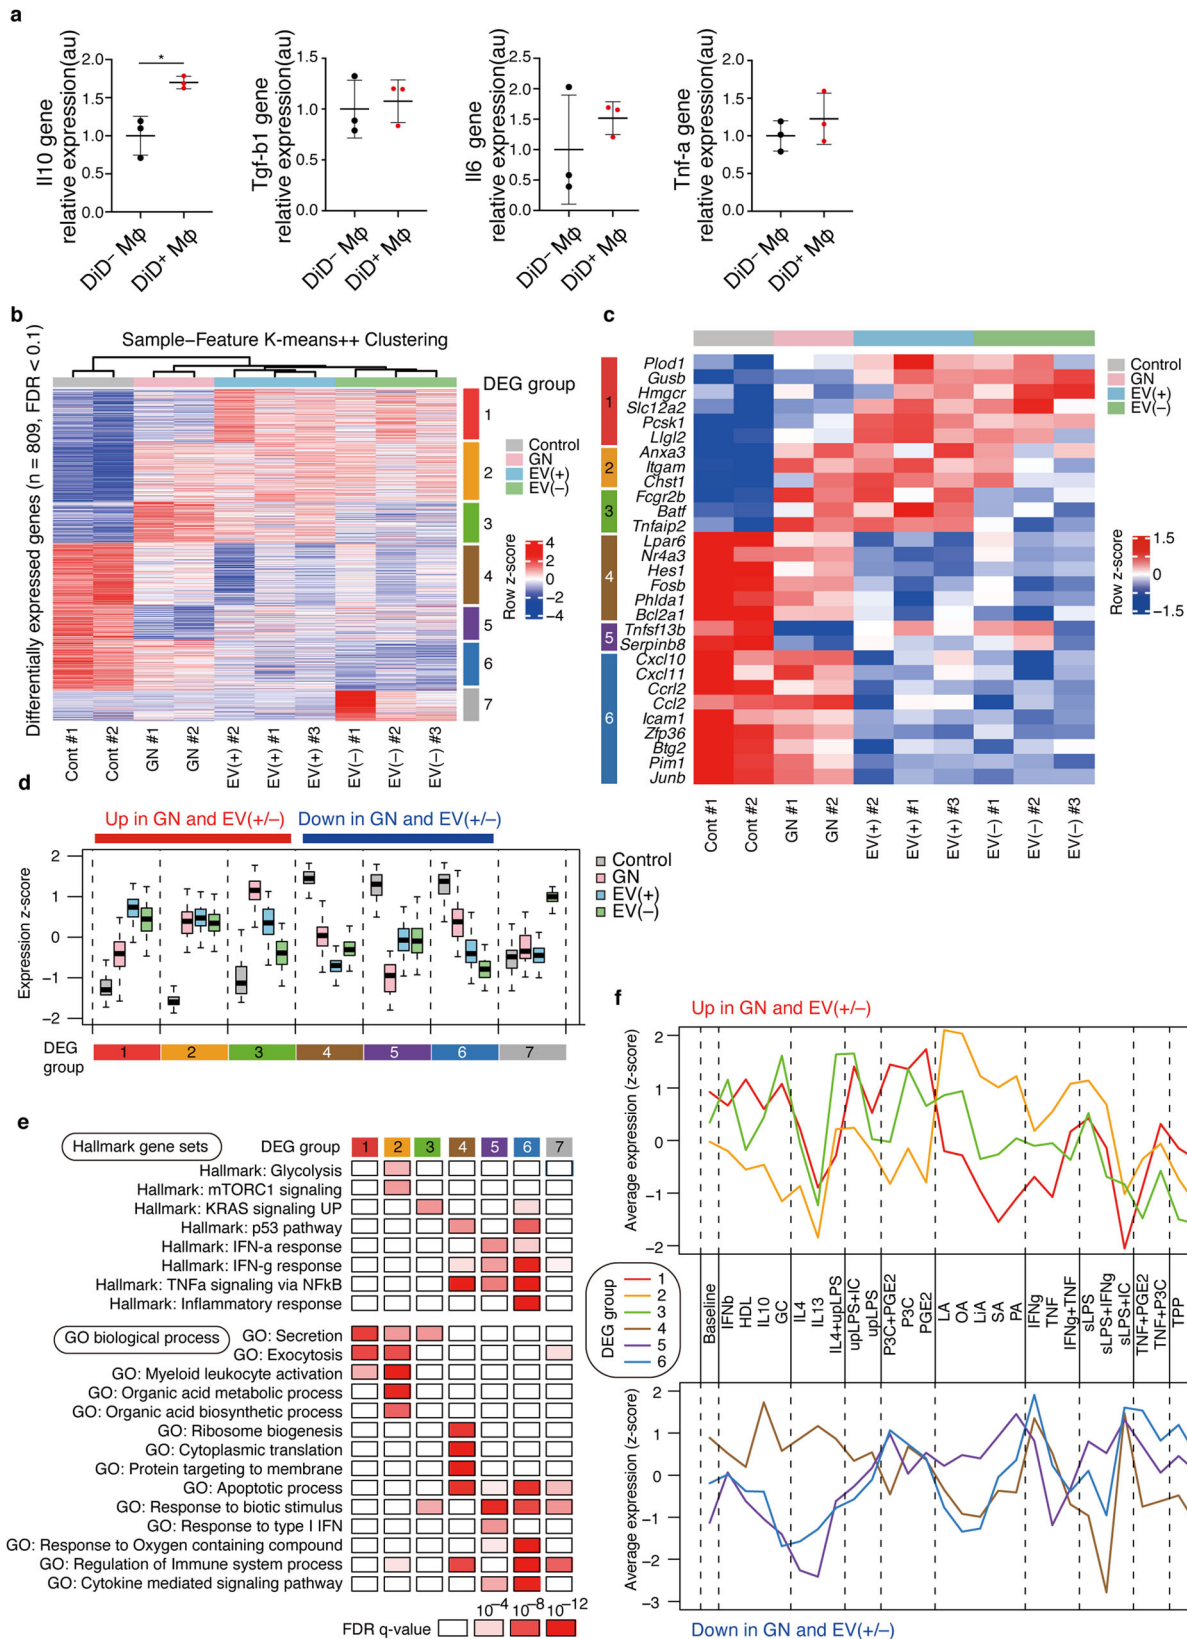 a
Il10 gene
relative expression(au)
2.0
1.5
1.0
0.5
0.0
*
DiD− Mϕ
DiD+ Mϕ
Tgf-b1 gene
relative expression(au)
1.5
1.0
0.5
0.0
DiD− Mϕ
DiD+ Mϕ
Il6 gene
relative expression(au)
2.5
2.0
1.5
1.0
0.5
0.0
DiD− Mϕ
DiD+ Mϕ
Tnf-a gene
relative expression(au)
2.0
1.5
1.0
0.5
0.0
DiD− Mϕ
DiD+ Mϕ
b
Sample−Feature K-means++ Clustering
Differentially expressed genes (n = 809, FDR < 0.1)
DEG group
1
2
3
4
5
6
7
Control
GN
EV(+)
EV(−)
Row z-score
4
2
0
−2
−4
Cont #1
Cont #2
GN #1
GN #2
EV(+) #2
EV(+) #1
EV(+) #3
EV(−) #1
EV(−) #2
EV(−) #3
c
1
2
3
4
5
6
Plod1
Gusb
Hmgcr
Slc12a2
Pcsk1
Llgl2
Anxa3
Itgam
Chst1
Fcgr2b
Batf
Tnfaip2
Lpar6
Nr4a3
Hes1
Fosb
Phlda1
Bcl2a1
Tnfsf13b
Serpinb8
Cxcl10
Cxcl11
Ccrl2
Ccl2
Icam1
Zfp36
Btg2
Pim1
Junb
Control
GN
EV(+)
EV(−)
Row z-score
1.5
0
−1.5
Cont #1
Cont #2
GN #1
GN #2
EV(+) #2
EV(+) #1
EV(+) #3
EV(−) #1
EV(−) #2
EV(−) #3
d
Up in GN and EV(+/−)
Down in GN and EV(+/−)
Expression z-score
2
1
0
−1
−2
Control
GN
EV(+)
EV(−)
DEG
group
1
2
3
4
5
6
7
e
Hallmark gene sets
DEG group
1
2
3
4
5
6
7
Hallmark: Glycolysis
Hallmark: mTORC1 signaling
Hallmark: KRAS signaling UP
Hallmark: p53 pathway
Hallmark: IFN-a response
Hallmark: IFN-g response
Hallmark: TNFa signaling via NFkB
Hallmark: Inflammatory response
GO biological process
GO: Secretion
GO: Exocytosis
GO: Myeloid leukocyte activation
GO: Organic acid metabolic process
GO: Organic acid biosynthetic process
GO: Ribosome biogenesis
GO: Cytoplasmic translation
GO: Protein targeting to membrane
GO: Apoptotic process
GO: Response to biotic stimulus
GO: Response to type I IFN
GO: Response to Oxygen containing compound
GO: Regulation of Immune system process
GO: Cytokine mediated signaling pathway
FDR q-value
10−4
10−8
10−12
f
Up in GN and EV(+/−)
Average expression (z-score)
2
1
0
−1
−2
DEG group
1
2
3
4
5
6
Baseline
IFNb
HDL
IL10
GC
IL4
IL13
IL4+upLPS
upLPS+IC
upLPS
P3C+PGE2
P3C
PGE2
LA
OA
LiA
SA
PA
IFNg
TNF
IFNg+TNF
sLPS
sLPS+IFNg
sLPS+IC
TNF+PGE2
TNF+P3C
TPP
Average expression (z-score)
2
1
0
−1
−2
−3
Down in GN and EV(+/−)